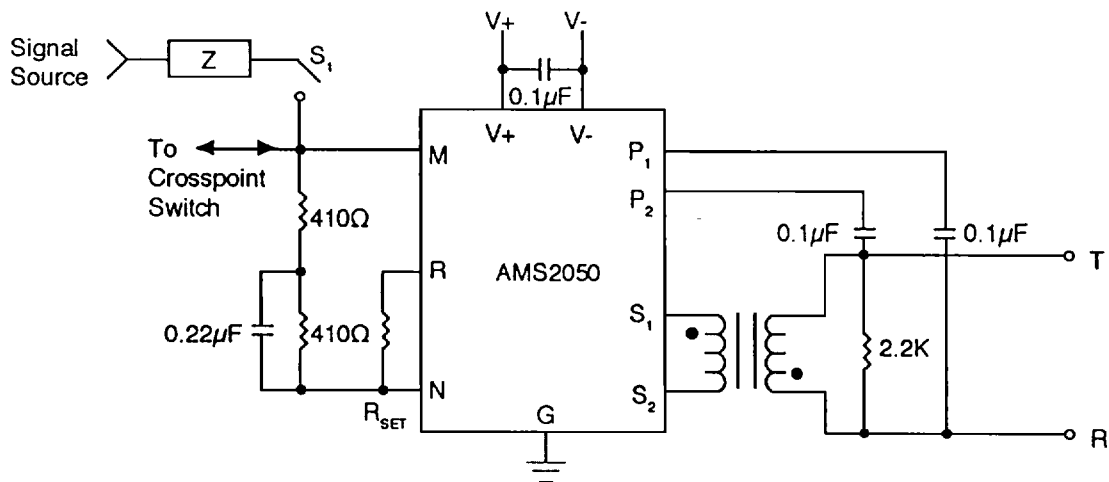 V+ V-
Signal
Source
Z
S1
0.1µF
V+ V-
To
Crosspoint
Switch
M
P1
P2
410Ω
0.1µF
0.1µF
T
R
AMS2050
0.22µF
410Ω
S1
2.2K
S2
N
RSET
G
R